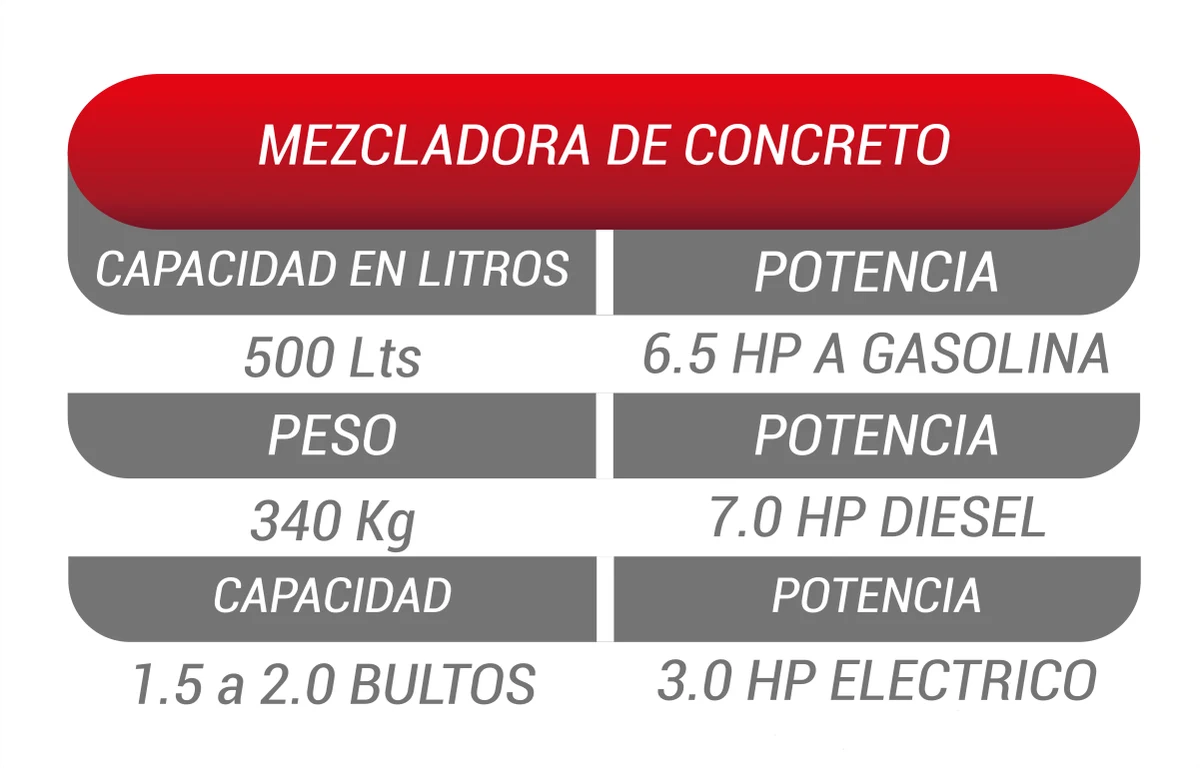 MEZCLADORA DE CONCRETO
CAPACIDAD EN LITROS
POTENCIA
500 Lts
6.5 HP A GASOLINA
PESO
POTENCIA
340 Kg
7.0 HP DIESEL
CAPACIDAD
POTENCIA
1.5 a 2.0 BULTOS
3.0 HP ELECTRICO